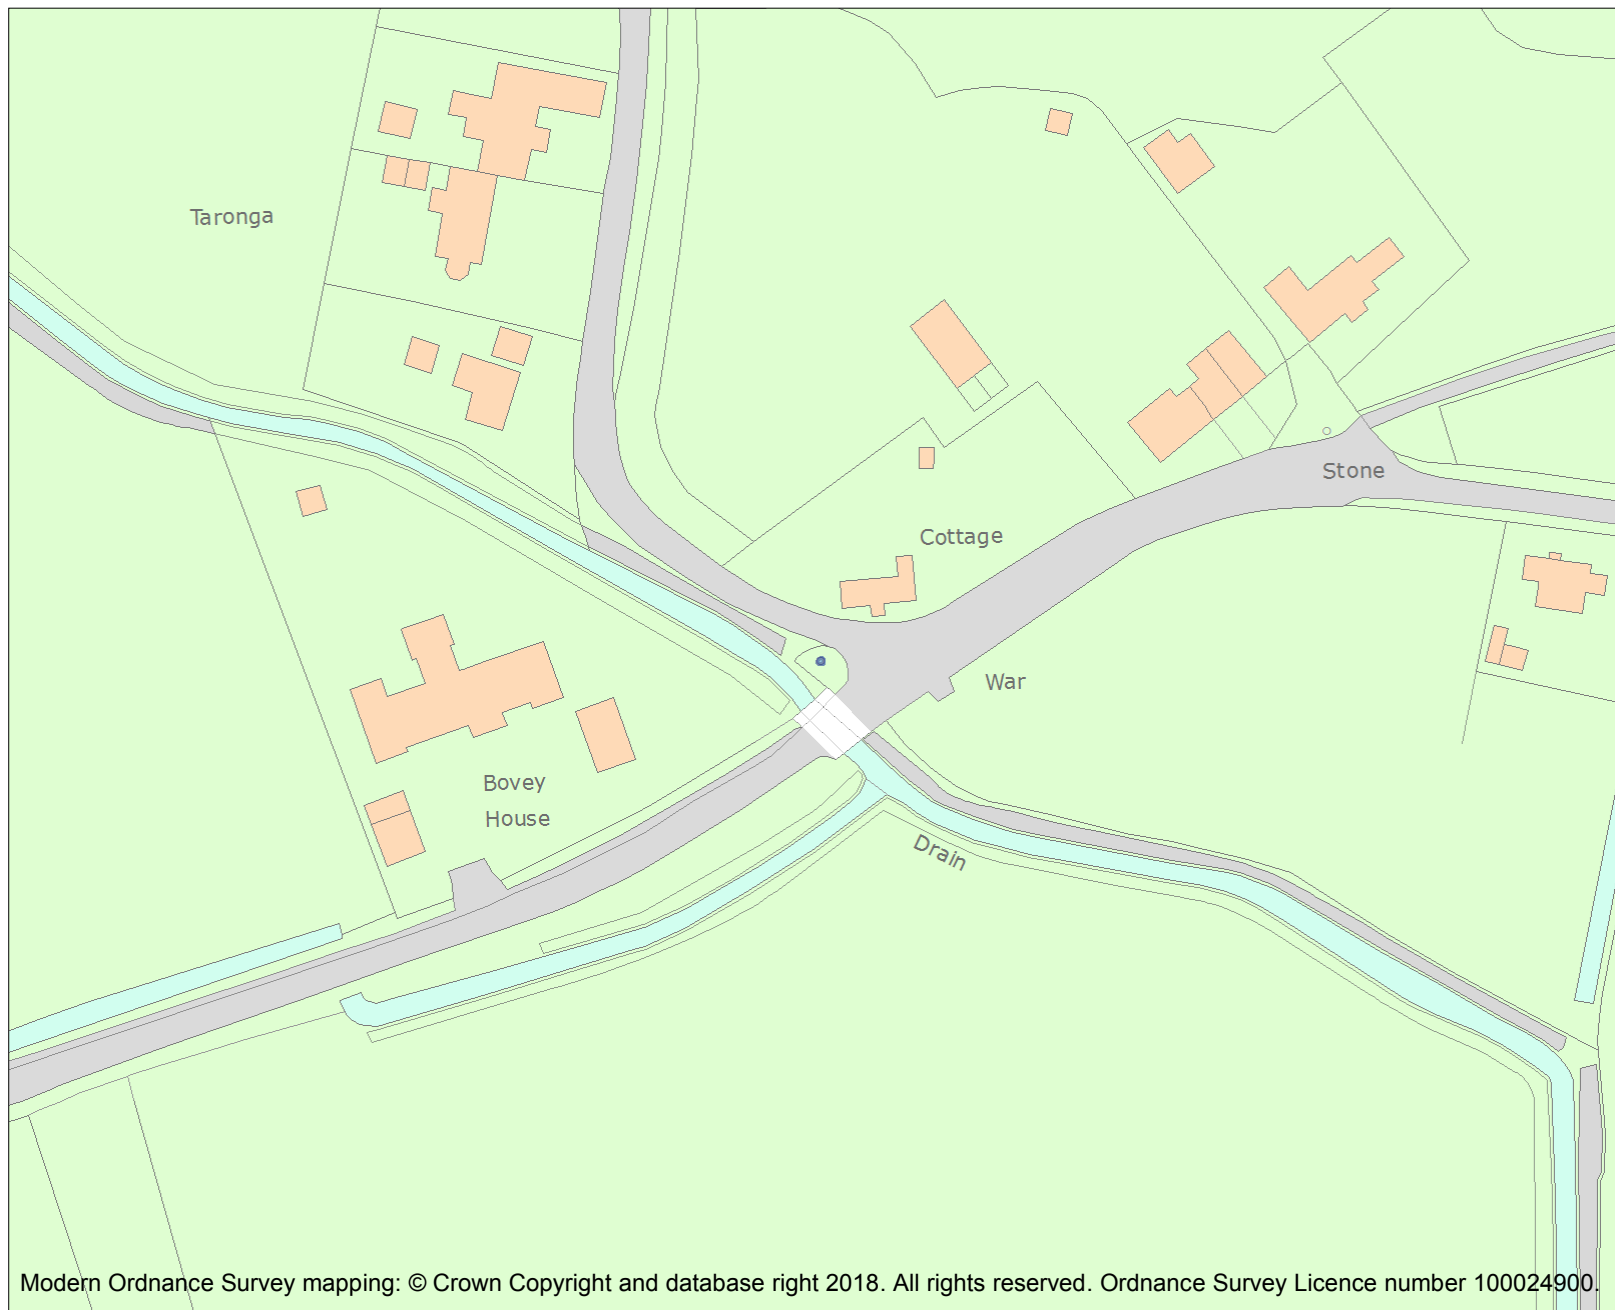 Taronga
Stone
Cottage
War
Bovey
House
Drain
Modern Ordnance Survey mapping: © Crown Copyright and database right 2018. All rights reserved. Ordnance Survey Licence number 100024900.